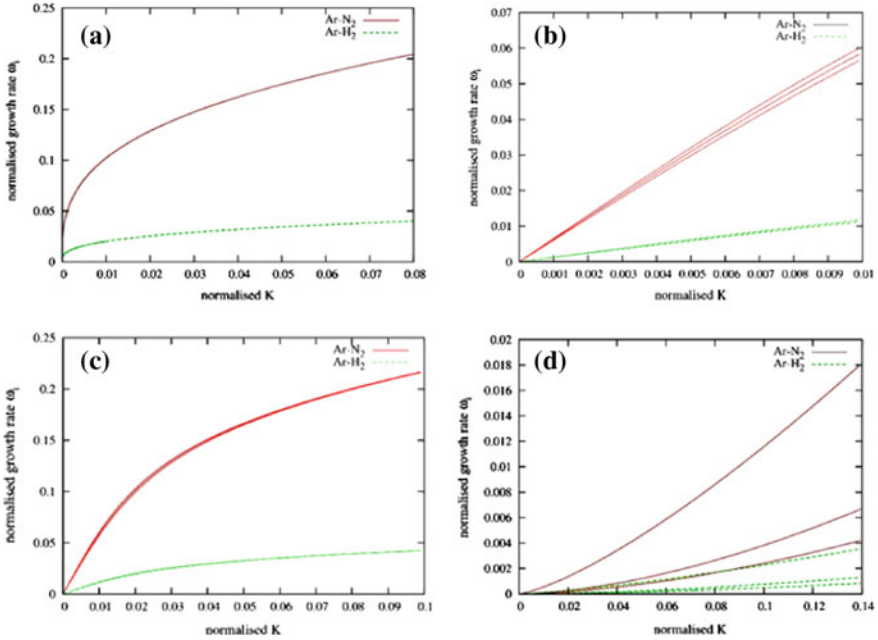 (a)
Ar-N2
Ar-H2
normalised growth rate ωi
0.25
0.2
0.15
0.1
0.05
0
0 0.01 0.02 0.03 0.04 0.05 0.06 0.07 0.08
normalised K
(b)
Ar-N2
Ar-H2
normalised growth rate ωi
0.07
0.06
0.05
0.04
0.03
0.02
0.01
0
0 0.001 0.002 0.003 0.004 0.005 0.006 0.007 0.008 0.009 0.01
normalised K
(c)
Ar-N2
Ar-H2
normalised growth rate ωi
0.25
0.2
0.15
0.1
0.05
0
0 0.01 0.02 0.03 0.04 0.05 0.06 0.07 0.08 0.09 0.1
normalised K
(d)
Ar-N2
Ar-H2
normalised growth rate ωi
0.02
0.018
0.016
0.014
0.012
0.01
0.008
0.006
0.004
0.002
0
0 0.02 0.04 0.06 0.08 0.1 0.12 0.14
normalised K